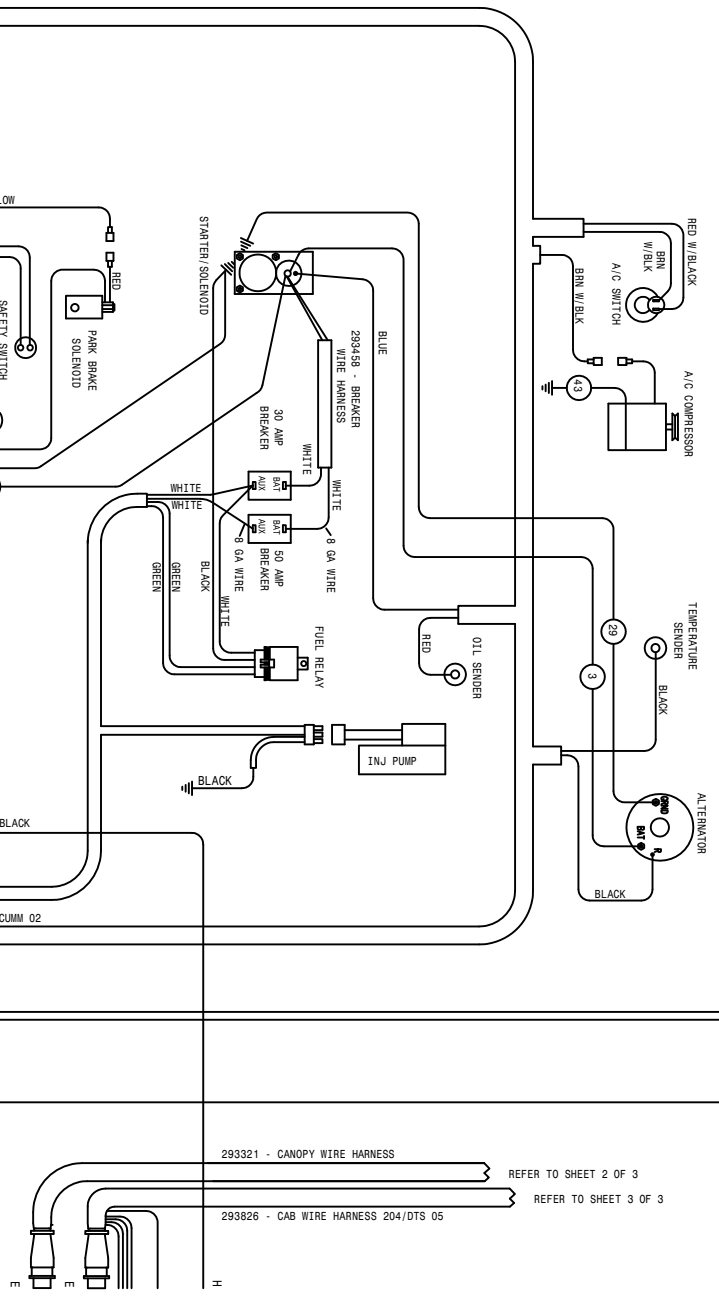 LOW
RED
SAFETY SWITCH
PARK BRAKE
SOLENOID
STARTER/SOLENOID
293458 - BREAKER
WIRE HARNESS
BLUE
30 AMP
BREAKER
WHITE
WHITE
BAT
AUX
BAT
AUX
WHITE
WHITE
8 GA WIRE
50 AMP
BREAKER
8 GA WIRE
GREEN
GREEN
BLACK
WHITE
FUEL RELAY
RED W/BLACK
BRN
W/BLK
A/C SWITCH
BRN W/BLK
43
A/C COMPRESSOR
RED
OIL SENDER
29
3
TEMPERATURE
SENDER
BLACK
ALTERNATOR
GRND
BAT
R
BLACK
INJ PUMP
BLACK
BLACK
CUMM 02
293321 - CANOPY WIRE HARNESS
REFER TO SHEET 2 OF 3
REFER TO SHEET 3 OF 3
293826 - CAB WIRE HARNESS 204/DTS 05
E
E
H